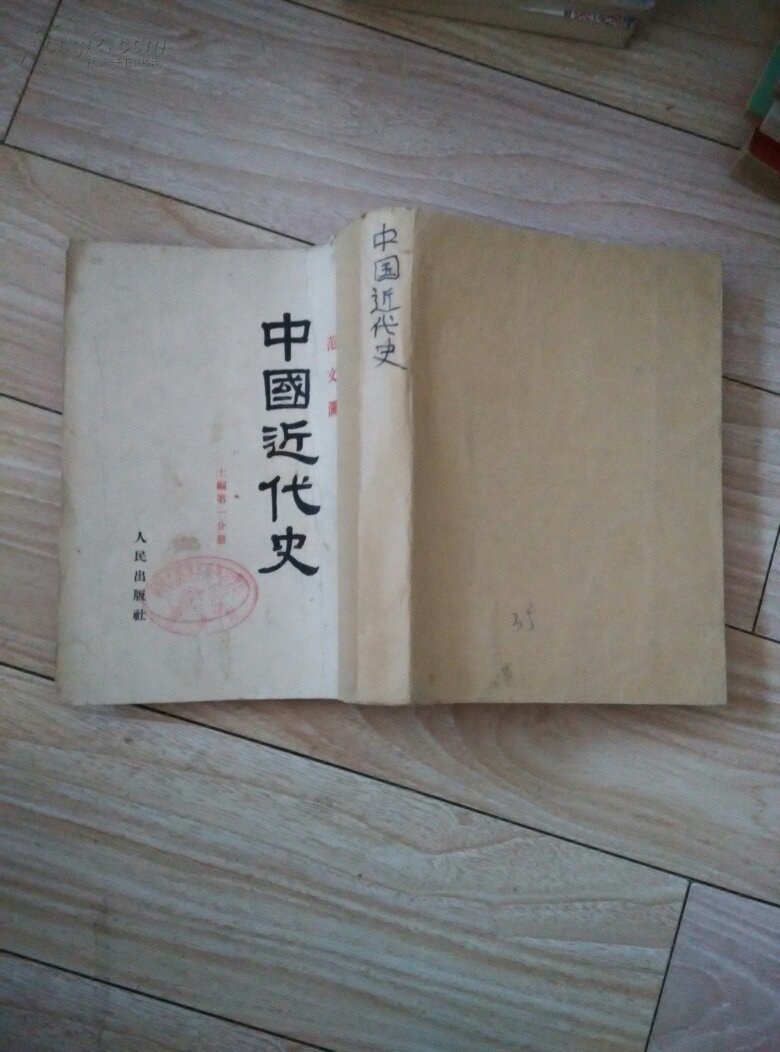 范文瀾
中國近代史
上編第一分冊
人民出版社
中国近代史
35